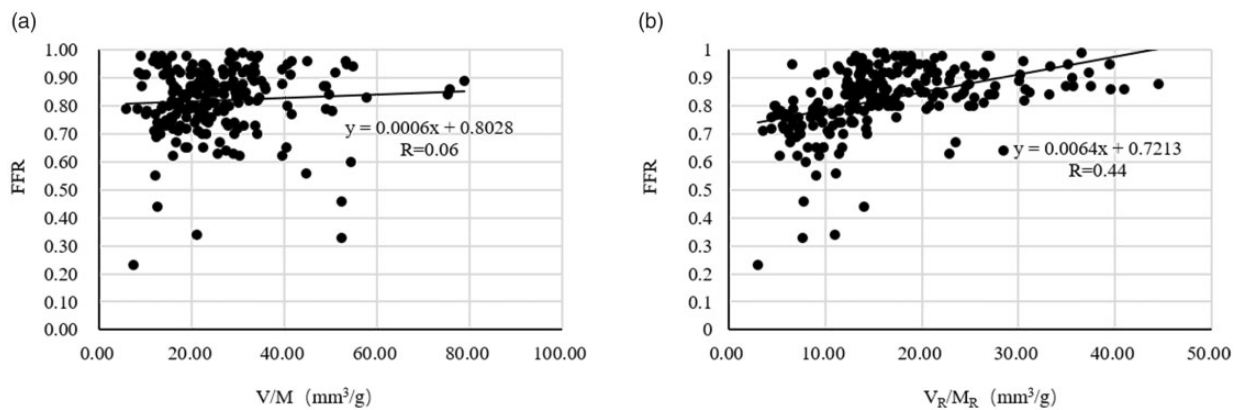 (a)
FFR
1.00
0.90
0.80
0.70
0.60
0.50
0.40
0.30
0.20
0.10
0.00
y = 0.0006x + 0.8028
R=0.06
0.00 20.00 40.00 60.00 80.00 100.00
V/M (mm³/g)
(b)
FFR
1
0.9
0.8
0.7
0.6
0.5
0.4
0.3
0.2
0.1
0
y = 0.0064x + 0.7213
R=0.44
0.00 10.00 20.00 30.00 40.00 50.00
V_R/M_R (mm³/g)